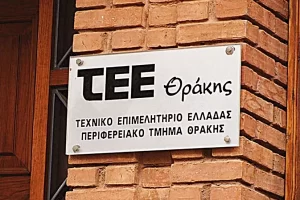 ΤΕΕ Θράκης
ΤΕΧΝΙΚΟ ΕΠΙΜΕΛΗΤΗΡΙΟ ΕΛΛΑΔΑΣ
ΠΕΡΙΦΕΡΕΙΑΚΟ ΤΜΗΜΑ ΘΡΑΚΗΣ